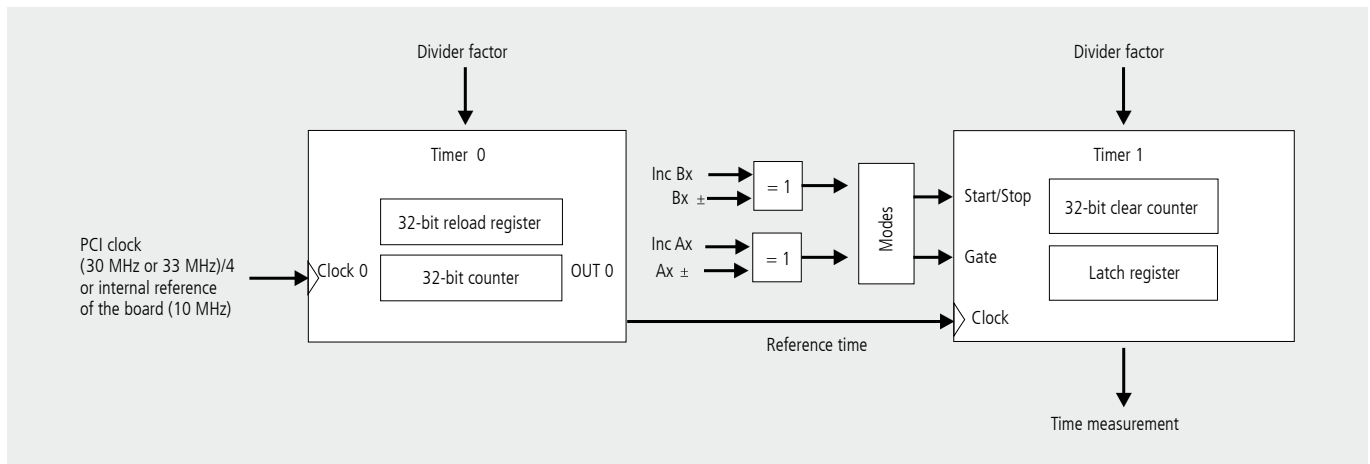 Divider factor
Divider factor
Timer 0
Timer 1
32-bit reload register
32-bit counter
PCI clock
(30 MHz or 33 MHz)/4
or internal reference
of the board (10 MHz)
Clock 0
OUT 0
Inc Bx
Bx ±
= 1
Inc Ax
Ax ±
= 1
Modes
Start/Stop
Gate
Clock
32-bit clear counter
Latch register
Reference time
Time measurement